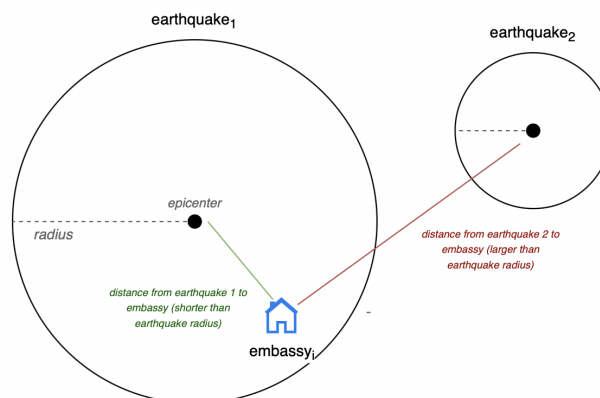 earthquake1
earthquake2
epicenter
radius
distance from earthquake 2 to
embassy (larger than
earthquake radius)
distance from earthquake 1 to
embassy (shorter than
earthquake radius)
embassyi